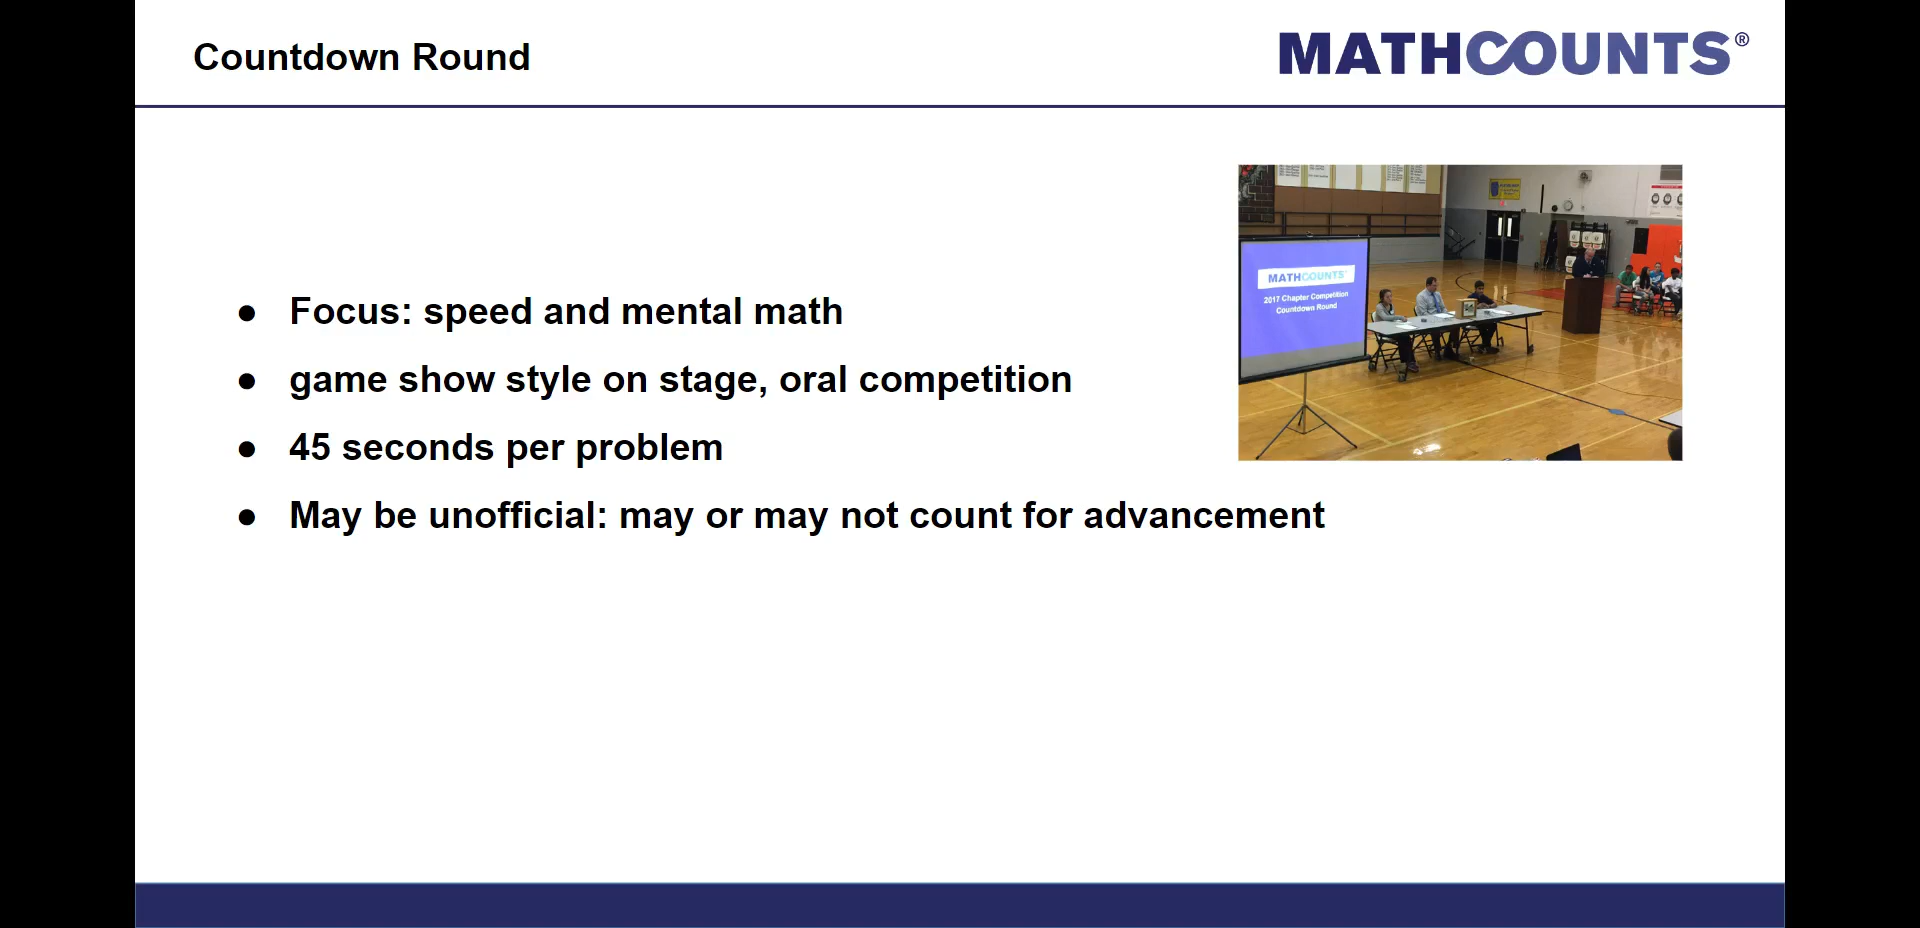 Countdown Round
MATHCOUNTS®
Focus: speed and mental math
game show style on stage, oral competition
45 seconds per problem
May be unofficial: may or may not count for advancement
MATHCOUNTS
2017 Chapter Competition
Countdown Round